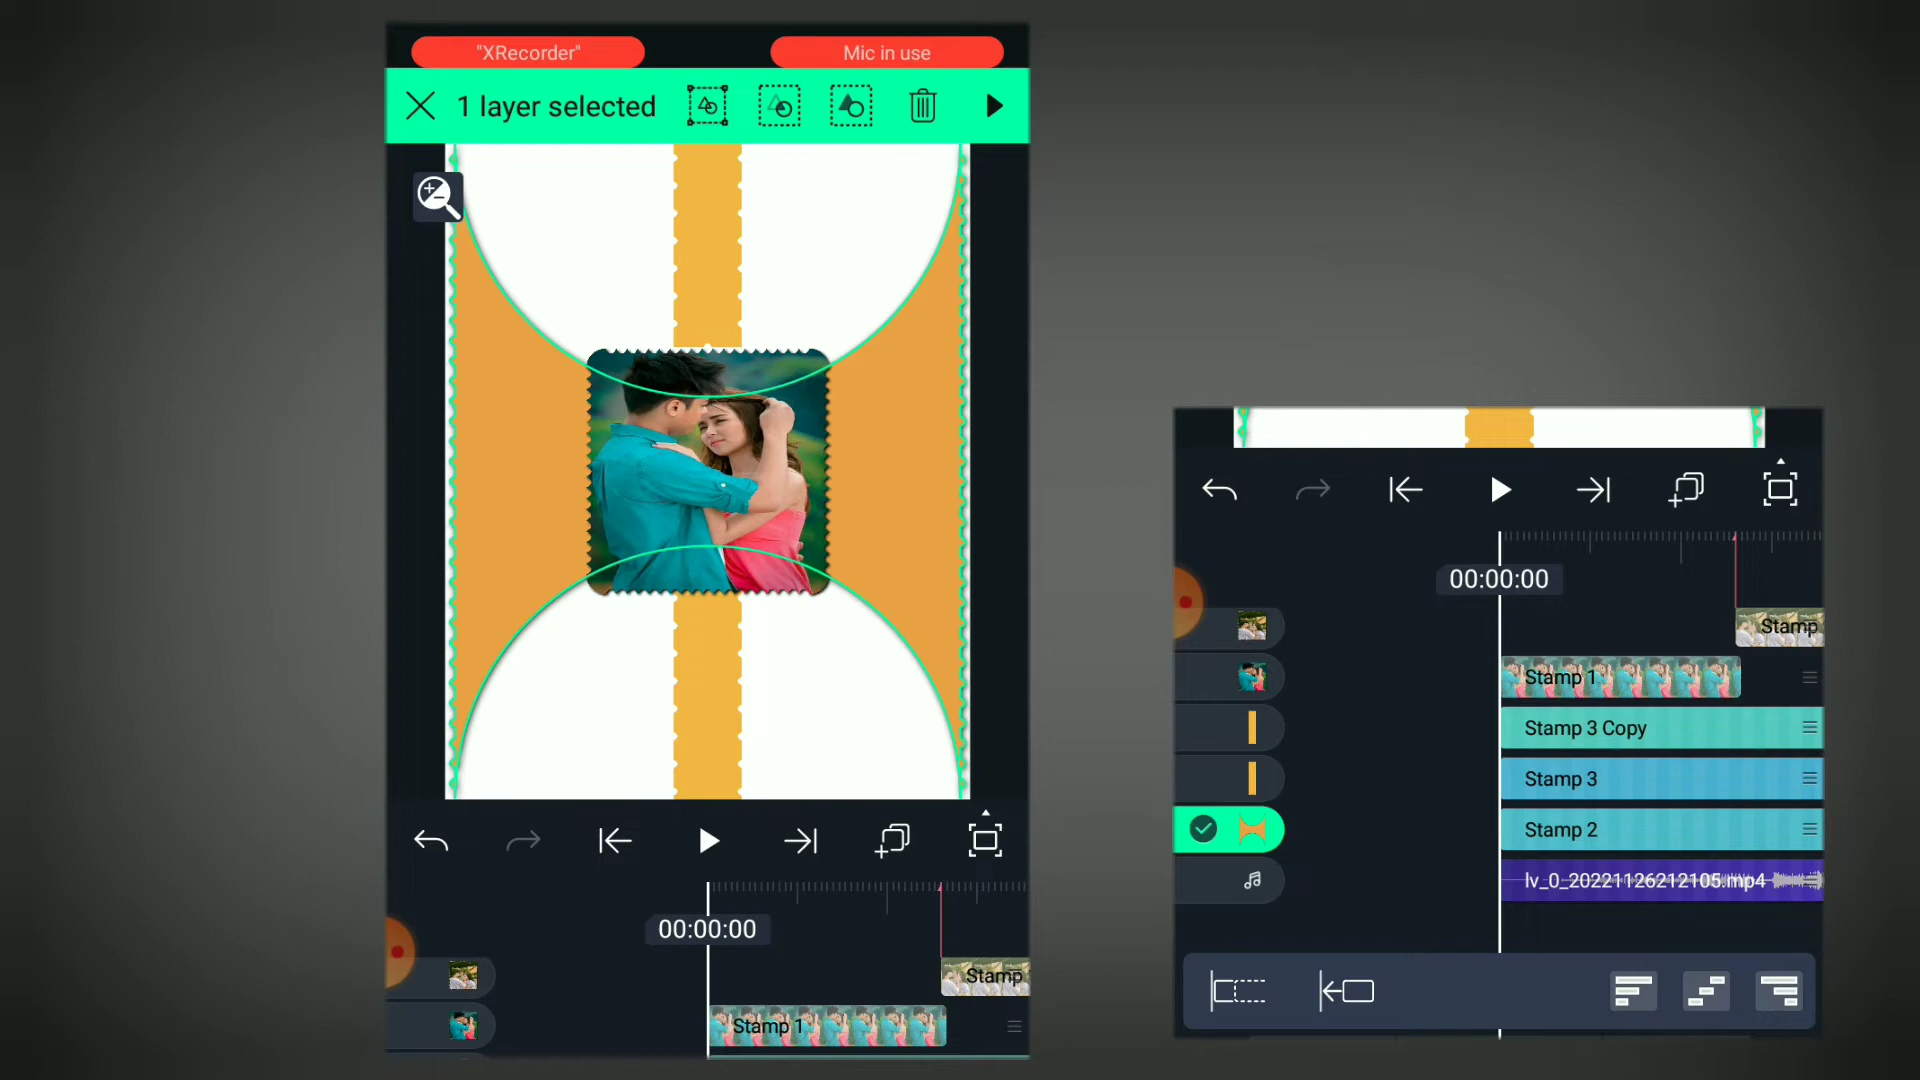 "XRecorder"
Mic in use
1 layer selected
00:00:00
Stamp
Stamp 1
00:00:00
Stamp
Stamp 1
Stamp 3 Copy
Stamp 3
Stamp 2
lv_0_20221126212105.mp4